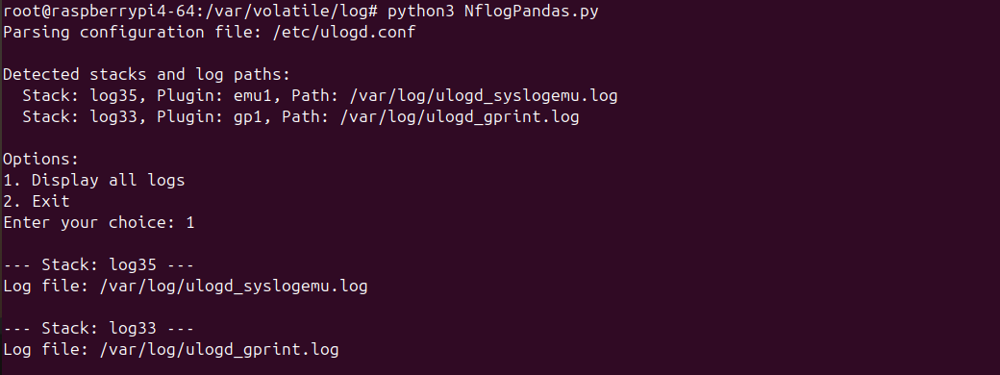 root@raspberrypi4-64:/var/volatile/log# python3 NflogPandas.py
Parsing configuration file: /etc/ulogd.conf
Detected stacks and log paths:
Stack: log35, Plugin: emu1, Path: /var/log/ulogd_syslogemu.log
Stack: log33, Plugin: gp1, Path: /var/log/ulogd_gprint.log
Options:
1. Display all logs
2. Exit
Enter your choice: 1
--- Stack: log35 ---
Log file: /var/log/ulogd_syslogemu.log
--- Stack: log33 ---
Log file: /var/log/ulogd_gprint.log